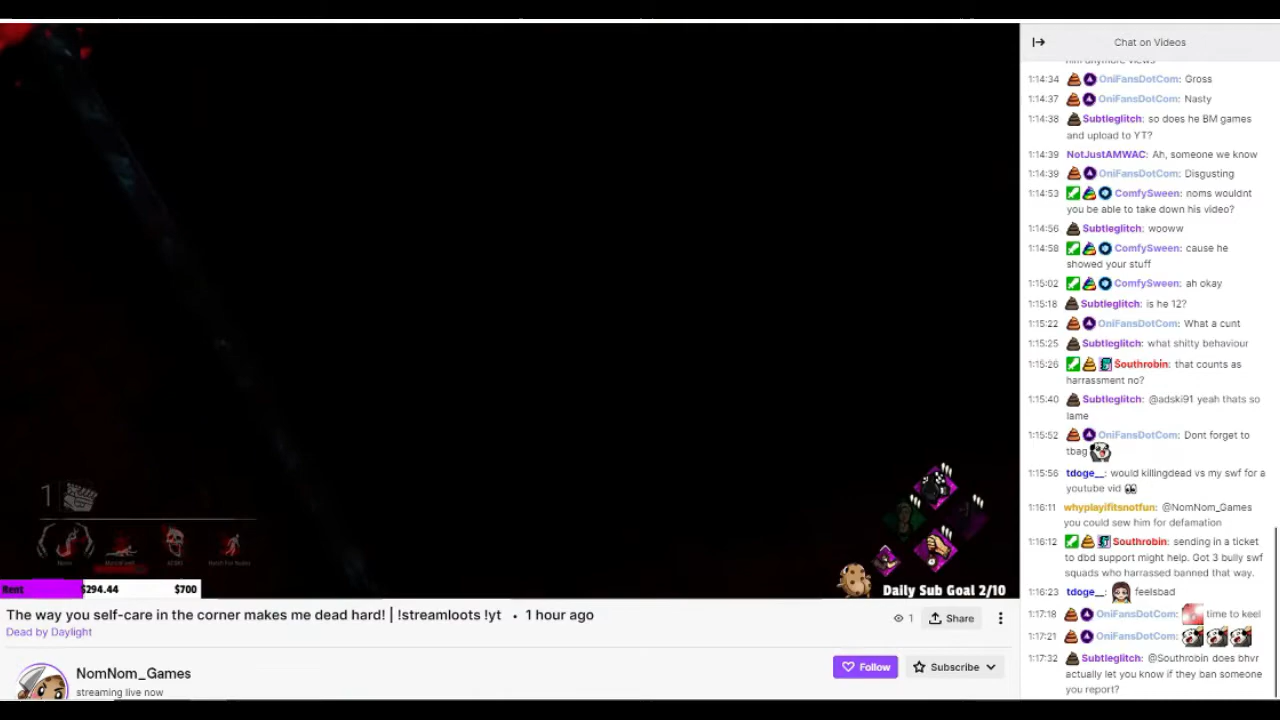 Chat on Videos
1:14:34 OniFansDotCom: Gross
1:14:37 OniFansDotCom: Nasty
1:14:38 Subtleglitch: so does he BM games
and upload to YT?
1:14:39 NotJustAMWAC: Ah, someone we know
1:14:39 OniFansDotCom: Disgusting
1:14:53 ComfySween: noms wouldnt
you be able to take down his video?
1:14:56 Subtleglitch: wooww
1:14:58 ComfySween: cause he
showed your stuff
1:15:02 ComfySween: ah okay
1:15:18 Subtleglitch: is he 12?
1:15:22 OniFansDotCom: What a cunt
1:15:25 Subtleglitch: what shitty behaviour
1:15:26 Southrobin: that counts as
harrassment no?
1:15:40 Subtleglitch: @adski91 yeah thats so
lame
1:15:52 OniFansDotCom: Dont forget to
tbag
1:15:56 tdoge__: would killingdead vs my swf for a
youtube vid
1:16:11 whyplayifitsnotfun: @NomNom_Games
you could sew him for defamation
1:16:12 Southrobin: sending in a ticket
to dbd support might help. Got 3 bully swf
squads who harrassed banned that way.
1:16:23 tdoge__: feelsbad
1:17:18 OniFansDotCom: time to keel
1:17:21 OniFansDotCom:
1:17:32 Subtleglitch: @Southrobin does bhvr
actually let you know if they ban someone
you report?
1
Rent $294.44 $700
Daily Sub Goal 2/10
The way you self-care in the corner makes me dead hard! | !streamloots !yt • 1 hour ago
1 Share
Dead by Daylight
NomNom_Games
streaming live now
Follow
Subscribe